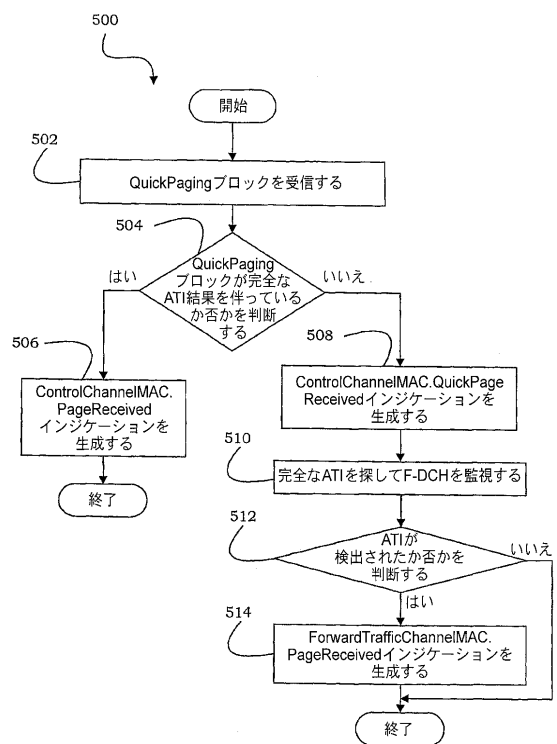 500
開始
502
QuickPagingブロックを受信する
504
QuickPaging
ブロックが完全な
ATI結果を伴っている
か否かを判断
する
はい
いいえ
506
ControlChannelMAC.
PageReceived
インジケーションを
生成する
終了
508
ControlChannelMAC.QuickPage
Receivedインジケーションを
生成する
510
完全なATIを探してF-DCHを監視する
512
ATIが
検出されたか否かを
判断する
いいえ
はい
514
ForwardTrafficChannelMAC.
PageReceivedインジケーションを
生成する
終了